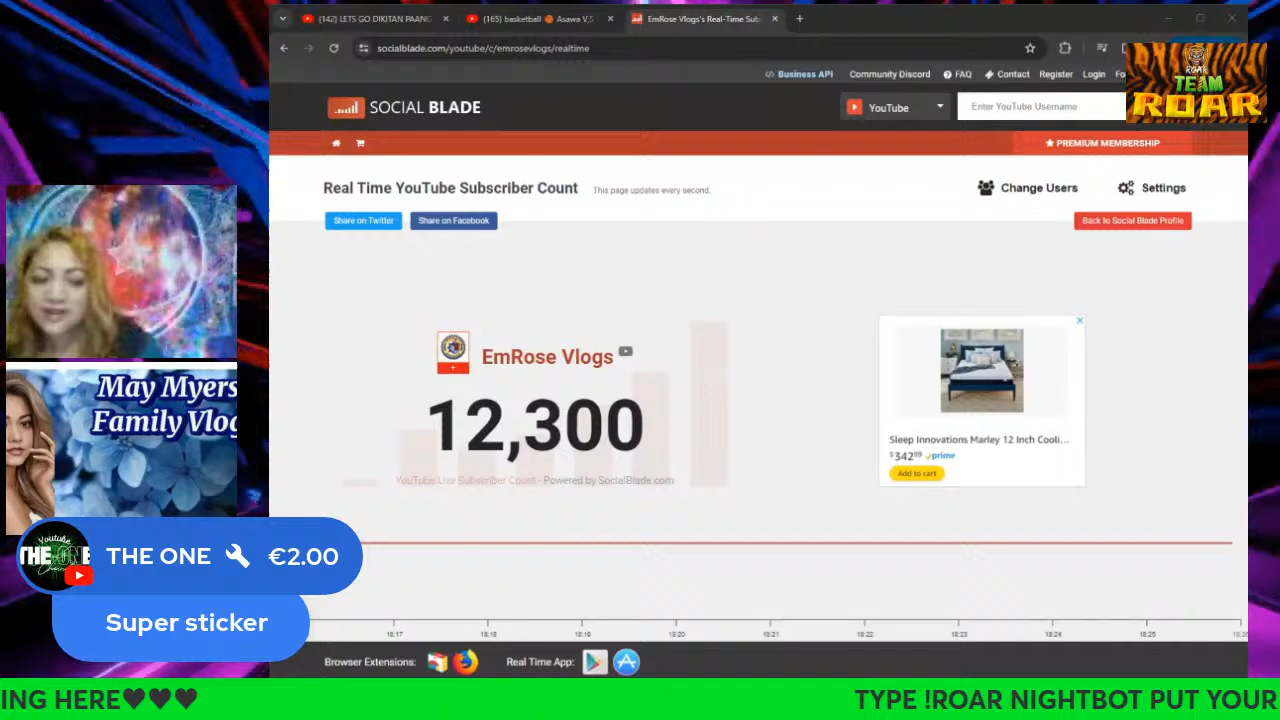 (142) LETS GO DIKITAN PAANG
(165) basketball 🏀 Asawa V,S
EmRose Vlogs's Real-Time Sub
socialblade.com/youtube/c/emrosevlogs/realtime
</> Business API
Community Discord
FAQ
Contact
Register
Login
SOCIAL BLADE
YouTube
Enter YouTube Username
ROAR
TEAM
ROAR
PREMIUM MEMBERSHIP
Real Time YouTube Subscriber Count
This page updates every second.
Change Users
Settings
Share on Twitter
Share on Facebook
Back to Social Blade Profile
EmRose Vlogs
12,300
YouTube Live Subscriber Count - Powered by SocialBlade.com
Sleep Innovations Marley 12 Inch Cooli...
$342.99 prime
Add to cart
May Myers
Family Vlog
Youtube
THE ONE
THE ONE €2.00
Super sticker
18:17 18:18 18:19 18:20 18:21 18:22 18:23 18:24 18:25
Browser Extensions:
Real Time App:
ING HERE♥♥♥
TYPE !ROAR NIGHTBOT PUT YOUR